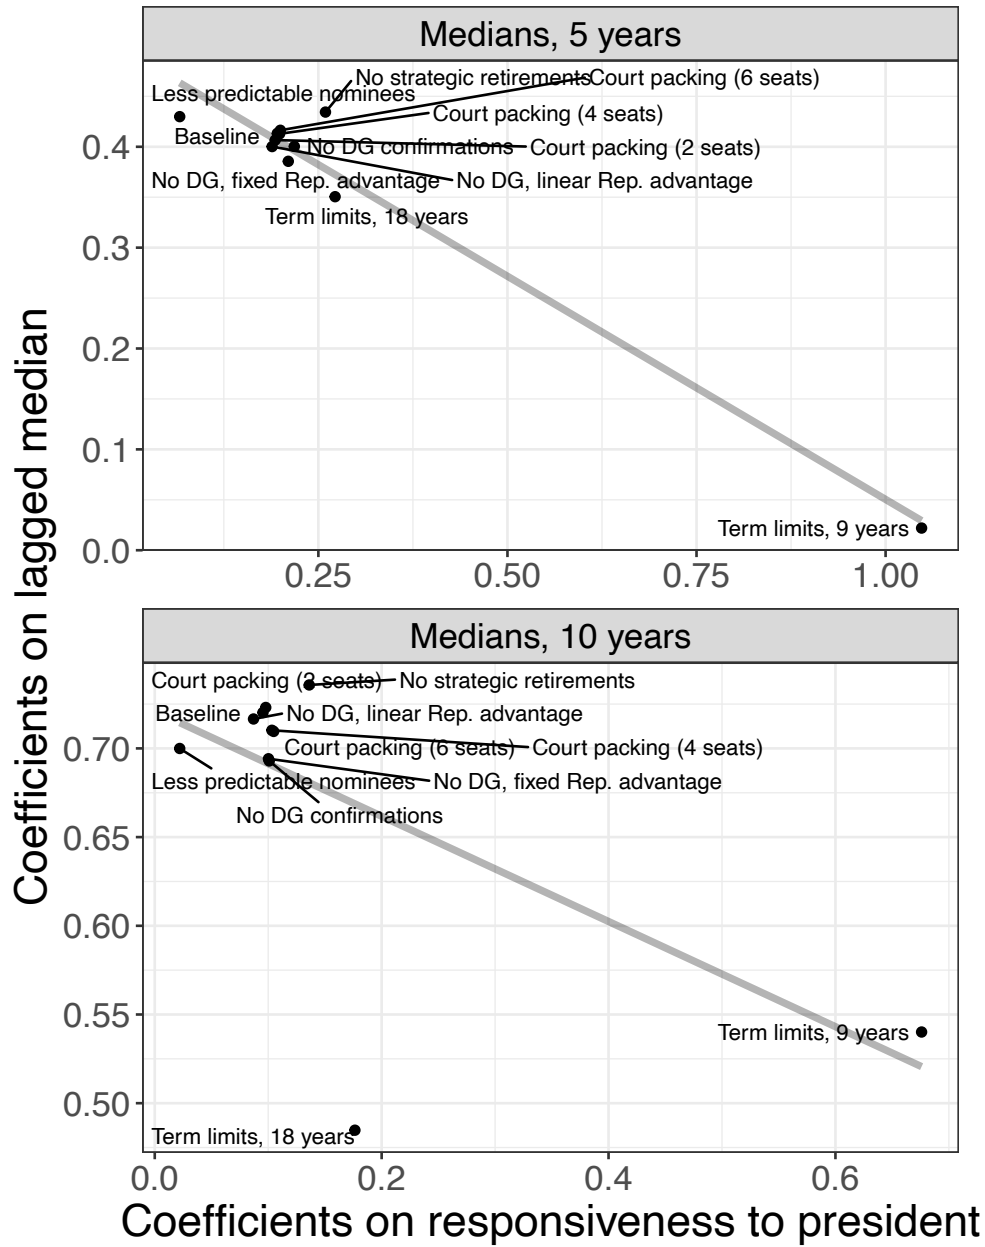 Medians, 5 years
No strategic retirements
Court packing (6 seats)
Less predictable nominees
Court packing (4 seats)
Baseline
No DG confirmations
Court packing (2 seats)
No DG, fixed Rep. advantage
No DG, linear Rep. advantage
Term limits, 18 years
Term limits, 9 years
0.4
0.3
0.2
0.1
0.0
0.25 0.50 0.75 1.00
Coefficients on lagged median
Medians, 10 years
Court packing (2 seats)
No strategic retirements
Baseline
No DG, linear Rep. advantage
Court packing (6 seats)
Court packing (4 seats)
Less predictable nominees
No DG, fixed Rep. advantage
No DG confirmations
Term limits, 9 years
Term limits, 18 years
0.70
0.65
0.60
0.55
0.50
0.0 0.2 0.4 0.6
Coefficients on responsiveness to president